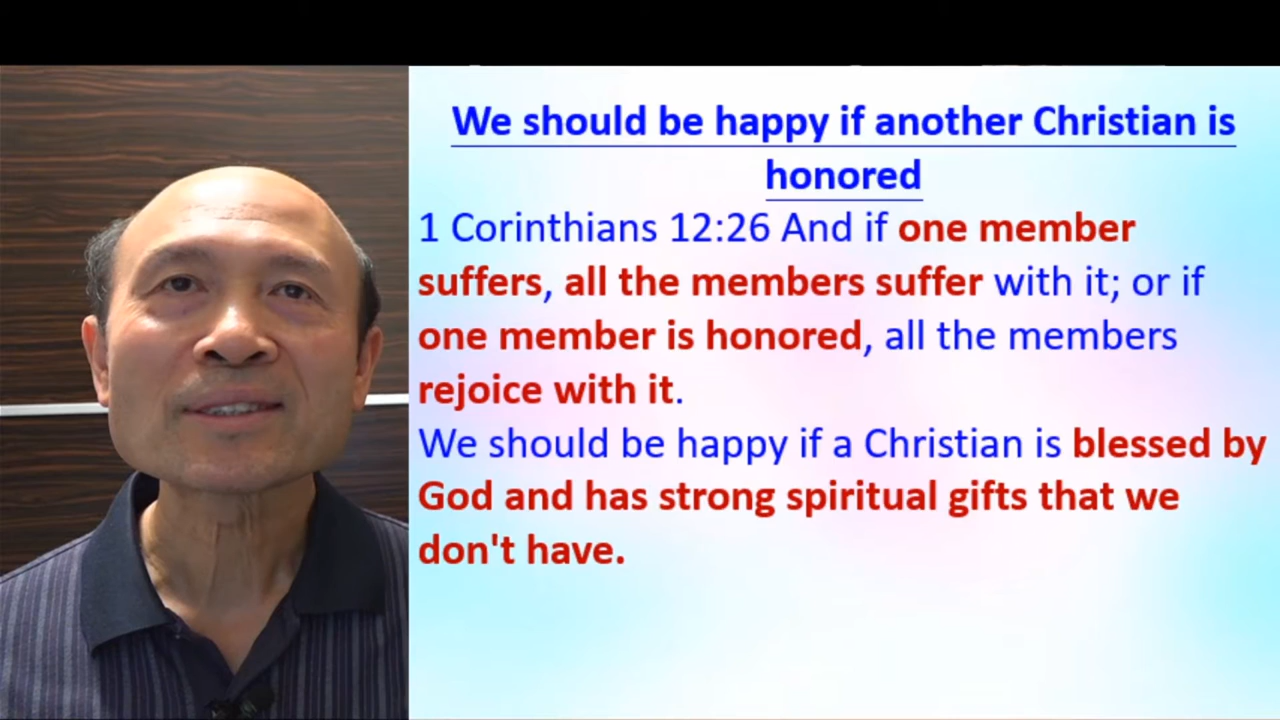 We should be happy if another Christian is
honored
1 Corinthians 12:26 And if one member
suffers, all the members suffer with it; or if
one member is honored, all the members
rejoice with it.
We should be happy if a Christian is blessed by
God and has strong spiritual gifts that we
don't have.